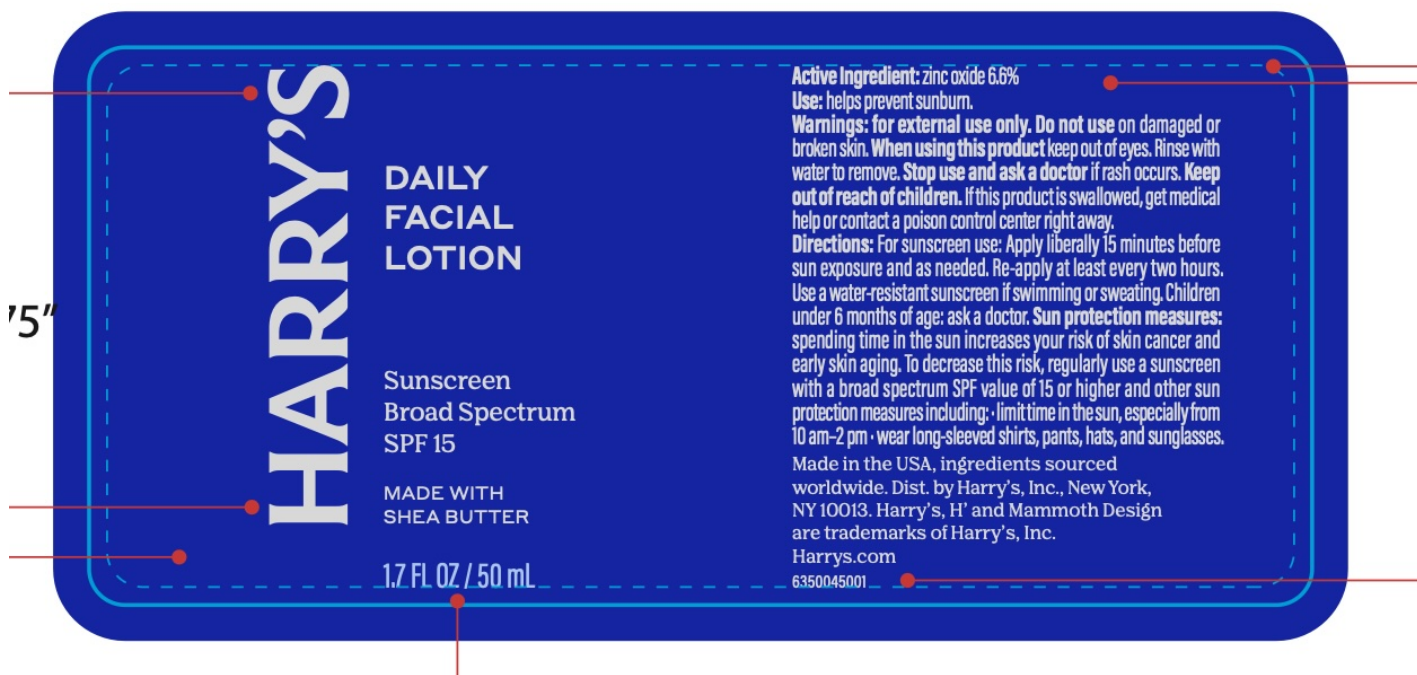 75"
HARRY'S
DAILY
FACIAL
LOTION
Sunscreen
Broad Spectrum
SPF 15
MADE WITH
SHEA BUTTER
1.7 FL OZ / 50 mL
Active Ingredient: zinc oxide 6.6%
Use: helps prevent sunburn.
Warnings: for external use only. Do not use on damaged or
broken skin. When using this product keep out of eyes. Rinse with
water to remove. Stop use and ask a doctor if rash occurs. Keep
out of reach of children. If this product is swallowed, get medical
help or contact a poison control center right away.
Directions: For sunscreen use: Apply liberally 15 minutes before
sun exposure and as needed. Re-apply at least every two hours.
Use a water-resistant sunscreen if swimming or sweating. Children
under 6 months of age: ask a doctor. Sun protection measures:
spending time in the sun increases your risk of skin cancer and
early skin aging. To decrease this risk, regularly use a sunscreen
with a broad spectrum SPF value of 15 or higher and other sun
protection measures including: • limit time in the sun, especially from
10 am–2 pm • wear long-sleeved shirts, pants, hats, and sunglasses.
Made in the USA, ingredients sourced
worldwide. Dist. by Harry's, Inc., New York,
NY 10013. Harry's, H' and Mammoth Design
are trademarks of Harry's, Inc.
Harrys.com
6350045001